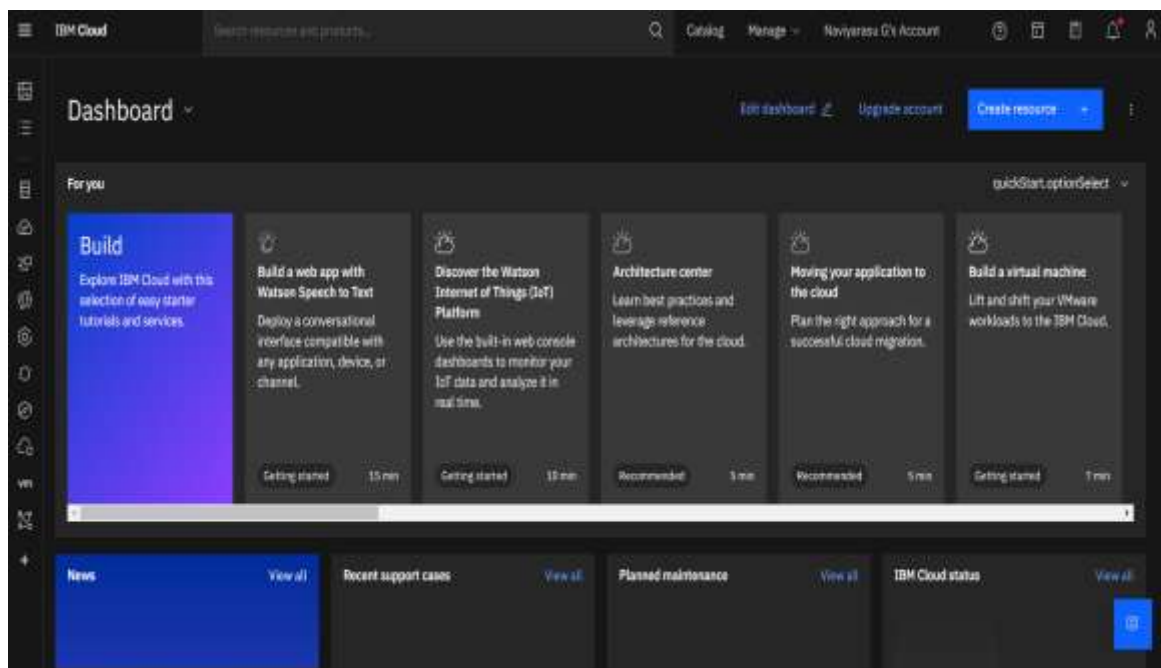 IBM Cloud
Search resources and products...
Catalog
Manage
Naviyarasu G's Account
Dashboard
Edit dashboard
Upgrade account
Create resource
For you
quickStart.optionSelect
Build
Explore IBM Cloud with this
selection of easy starter
tutorials and services.
Build a web app with
Watson Speech to Text
Deploy a conversational
interface compatible with
any application, device, or
channel.
Getting started
15 min
Discover the Watson
Internet of Things (IoT)
Platform
Use the built-in web console
dashboards to monitor your
IoT data and analyze it in
real time.
Getting started
10 min
Architecture center
Learn best practices and
leverage reference
architectures for the cloud.
Recommended
min
Moving your application to
the cloud
Plan the right approach for a
successful cloud migration.
Recommended
min
Build a virtual machine
Lift and shift your VMware
workloads to the IBM Cloud.
Getting started
7 min
vm
News
View all
Recent support cases
View all
Planned maintenance
View all
IBM Cloud status
View all